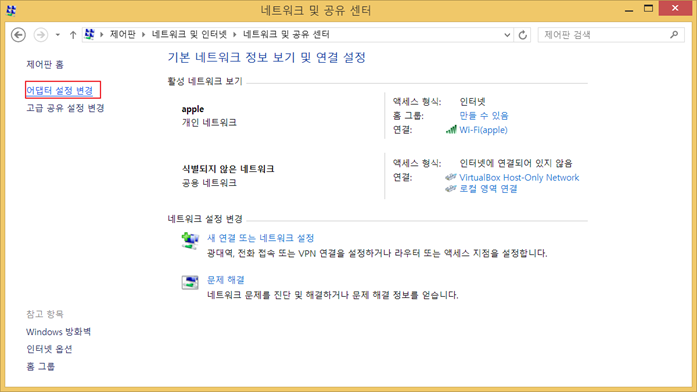 네트워크 및 공유 센터
제어판 › 네트워크 및 인터넷 › 네트워크 및 공유 센터
제어판 검색
제어판 홈
어댑터 설정 변경
고급 공유 설정 변경
기본 네트워크 정보 보기 및 연결 설정
활성 네트워크 보기
apple
개인 네트워크
액세스 형식: 인터넷
홈 그룹: 만들 수 있음
연결: Wi-Fi(apple)
식별되지 않은 네트워크
공용 네트워크
액세스 형식: 인터넷에 연결되어 있지 않음
연결: VirtualBox Host-Only Network
로컬 영역 연결
네트워크 설정 변경
새 연결 또는 네트워크 설정
광대역, 전화 접속 또는 VPN 연결을 설정하거나 라우터 또는 액세스 지점을 설정합니다.
문제 해결
네트워크 문제를 진단 및 해결하거나 문제 해결 정보를 얻습니다.
참고 항목
Windows 방화벽
인터넷 옵션
홈 그룹